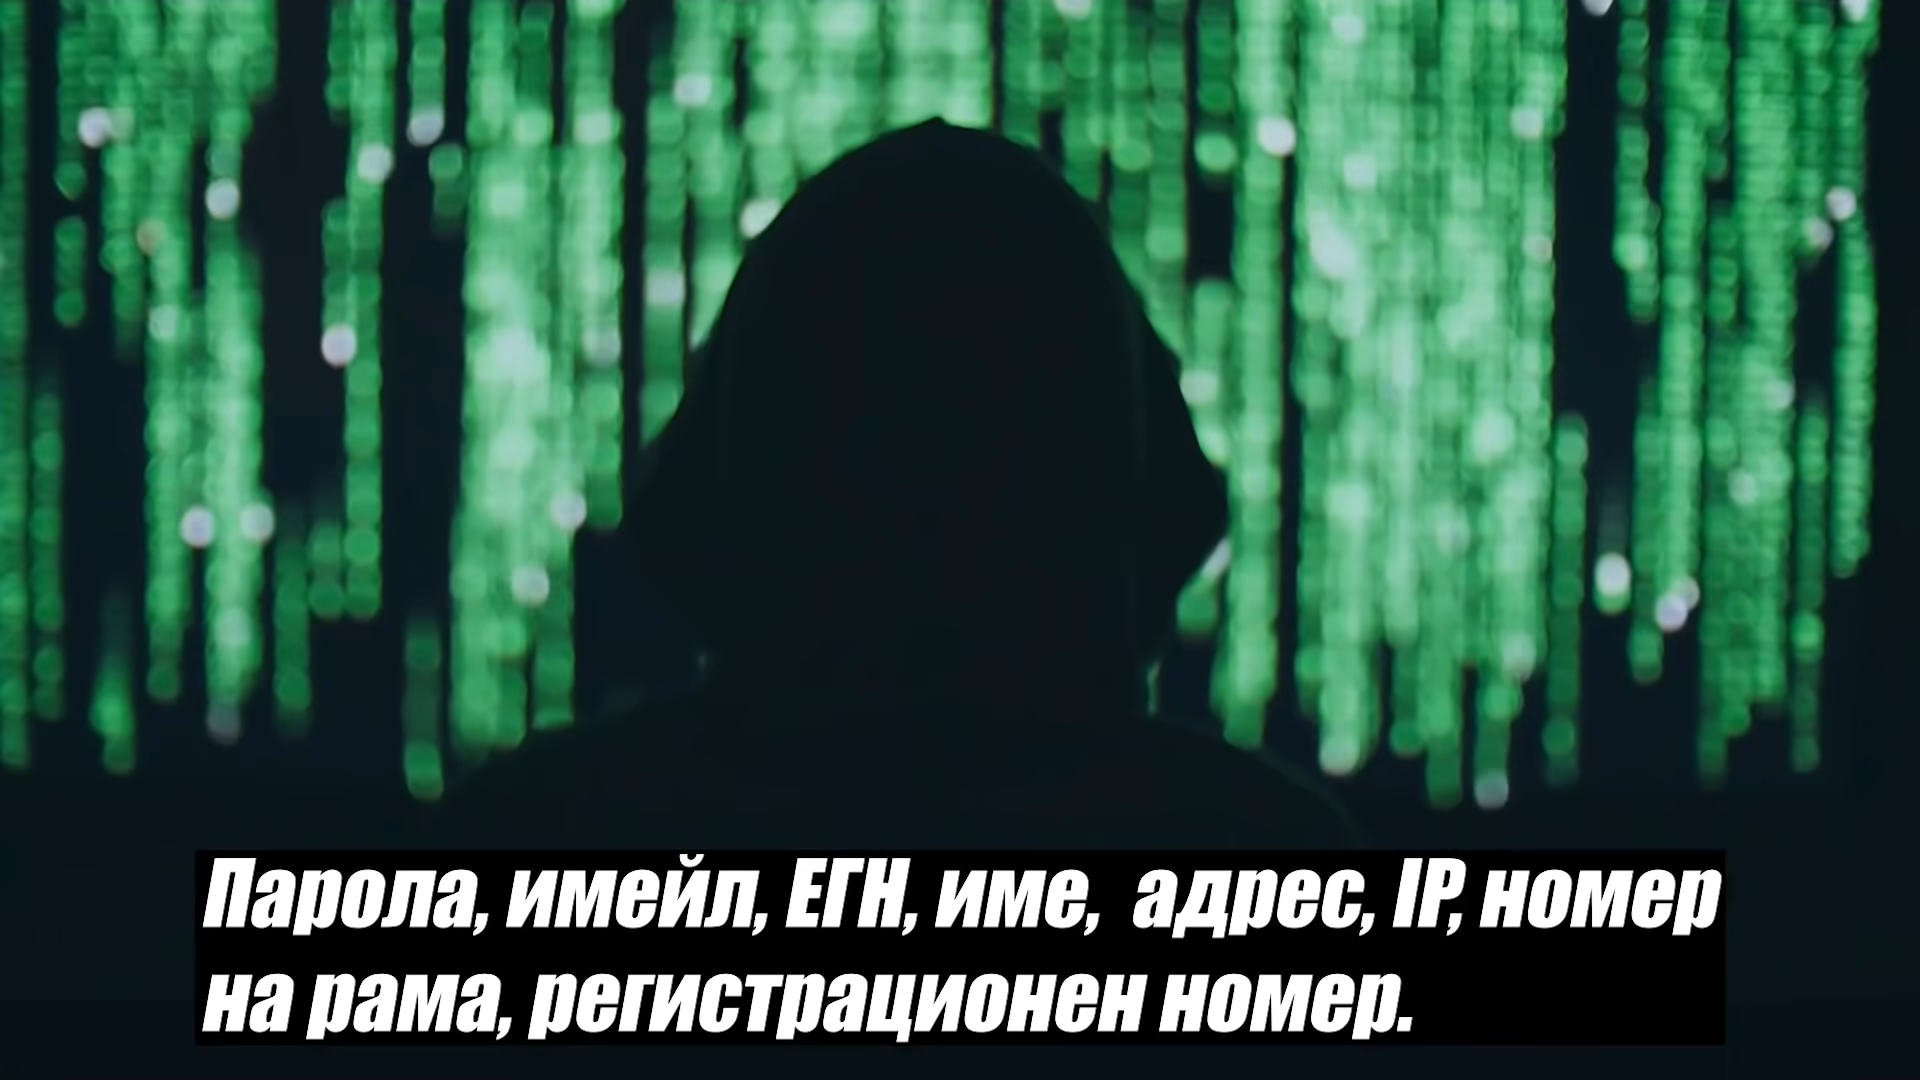 Парола, имейл, ЕГН, име, адрес, IP, номер
на рама, регистрационен номер.